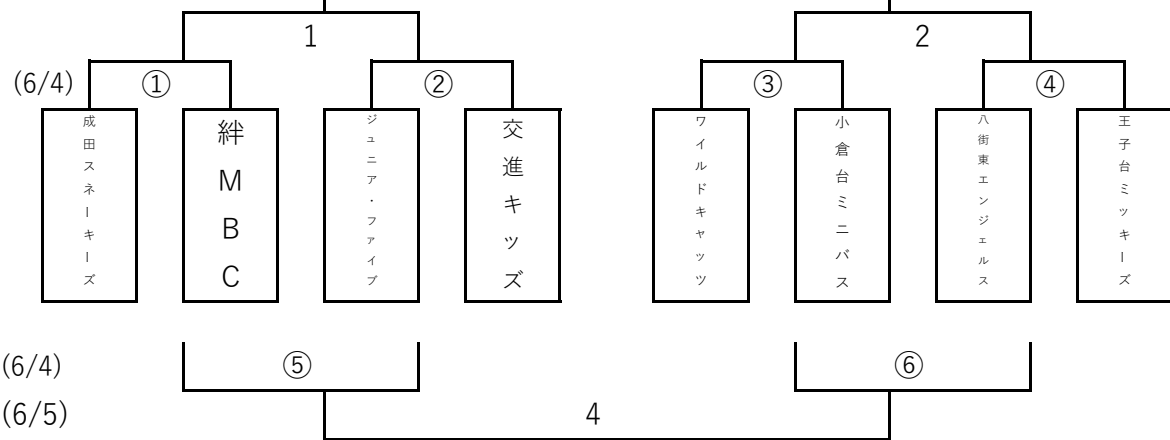 1
2
(6/4)
①
②
③
④
成田スネーキーズ
絆MBC
ジュニア・ファイブ
交進キッズ
ワイルドキャッツ
小倉台ミニバス
八街東エンジェルス
王子台ミッキーズ
(6/4)
⑤
⑥
(6/5)
4